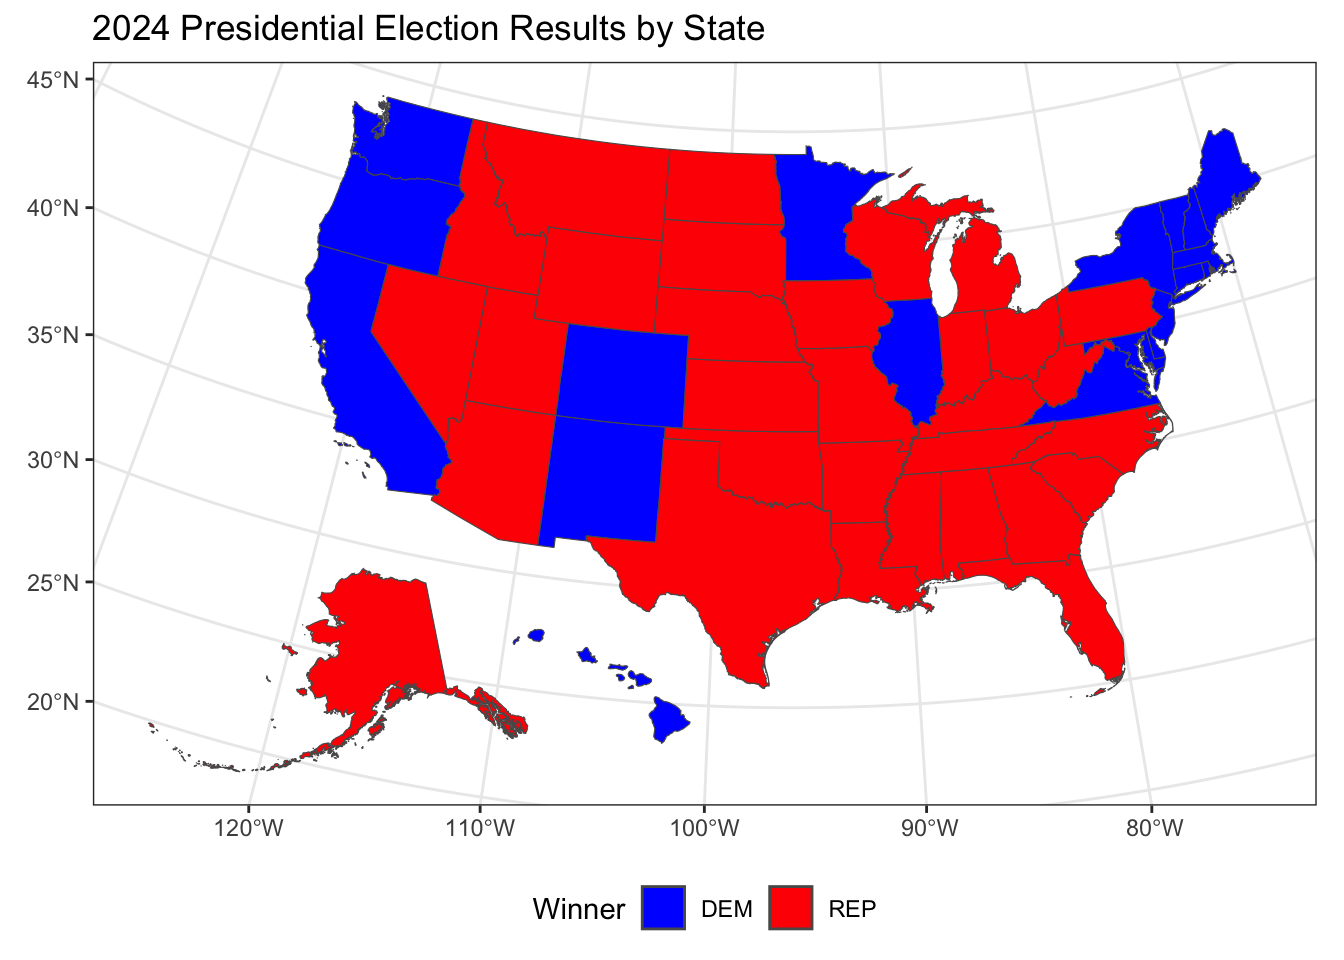 2024 Presidential Election Results by State
45°N
40°N
35°N
30°N
25°N
20°N
120°W 110°W 100°W 90°W 80°W
Winner DEM REP